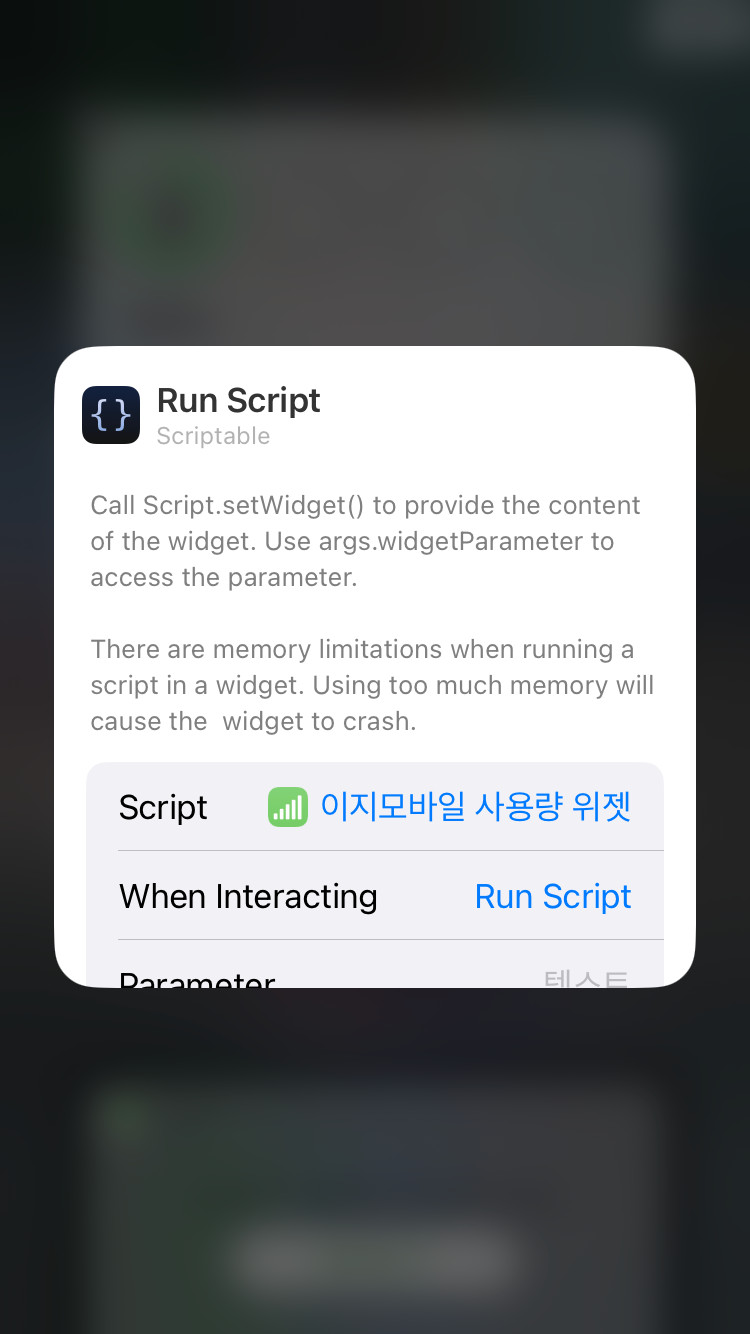 {}
Run Script
Scriptable
Call Script.setWidget() to provide the content
of the widget. Use args.widgetParameter to
access the parameter.
There are memory limitations when running a
script in a widget. Using too much memory will
cause the  widget to crash.
Script 이지모바일 사용량 위젯
When Interacting Run Script
Parameter 텍스트